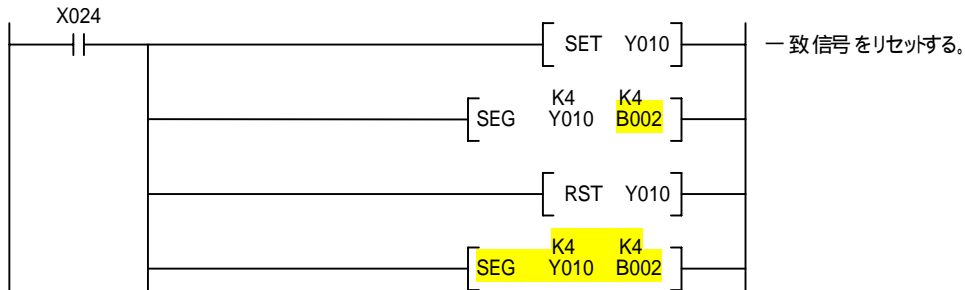 X024
SET Y010 一致信号をリセットする。
K4 K4
SEG Y010 B002
RST Y010
K4 K4
SEG Y010 B002